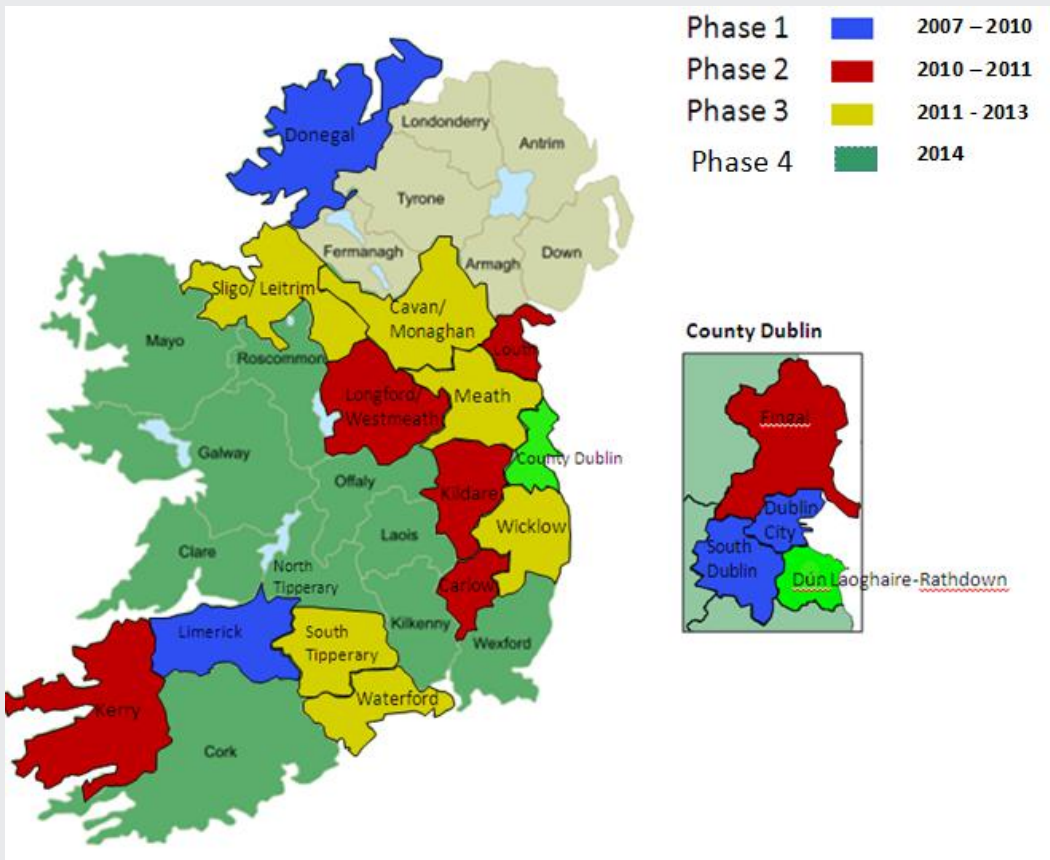 Phase 1 2007 – 2010
Phase 2 2010 – 2011
Phase 3 2011 - 2013
Phase 4 2014
Donegal
Londonderry
Antrim
Tyrone
Fermanagh
Armagh
Down
Sligo/ Leitrim
Cavan/
Monaghan
Mayo
Roscommon
Louth
Longford/
Westmeath
Meath
Galway
County Dublin
Offaly
Kildare
Wicklow
Laois
Clare
North
Tipperary
Carlow
Limerick
South
Tipperary
Kilkenny
Wexford
Waterford
Kerry
Cork
County Dublin
Fingal
Dublin
City
South
Dublin
Dún Laoghaire-Rathdown